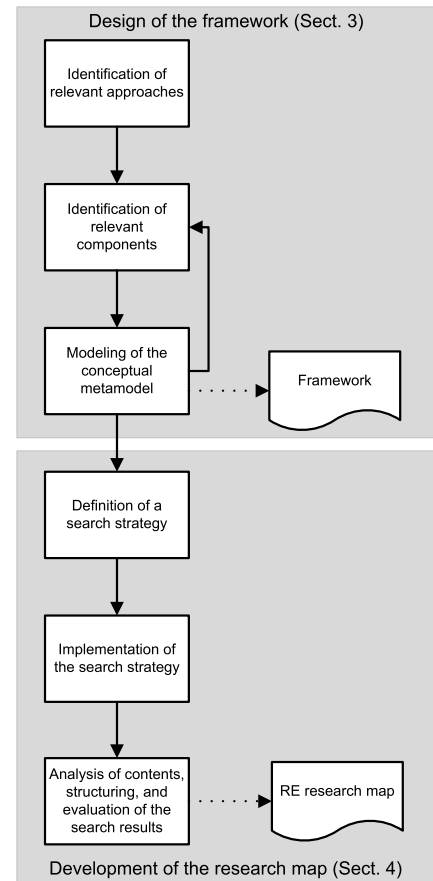 Design of the framework (Sect. 3)
Identification of
relevant approaches
Identification of
relevant
components
Modeling of the
conceptual
metamodel
Framework
Definition of a
search strategy
Implementation of
the search strategy
Analysis of contents,
structuring, and
evaluation of the
search results
RE research map
Development of the research map (Sect. 4)